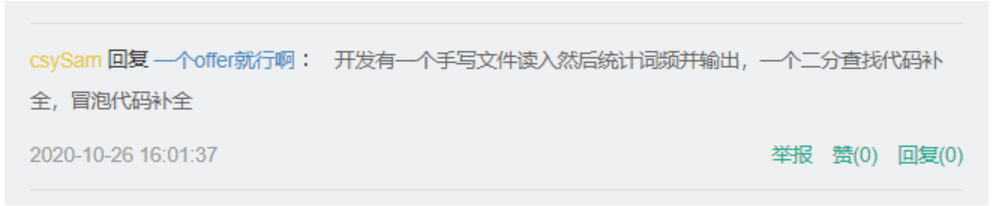 csySam 回复 一个offer就行啊： 开发有一个手写文件读入然后统计词频并输出，一个二分查找代码补
全，冒泡代码补全
2020-10-26 16:01:37 举报 赞(0) 回复(0)